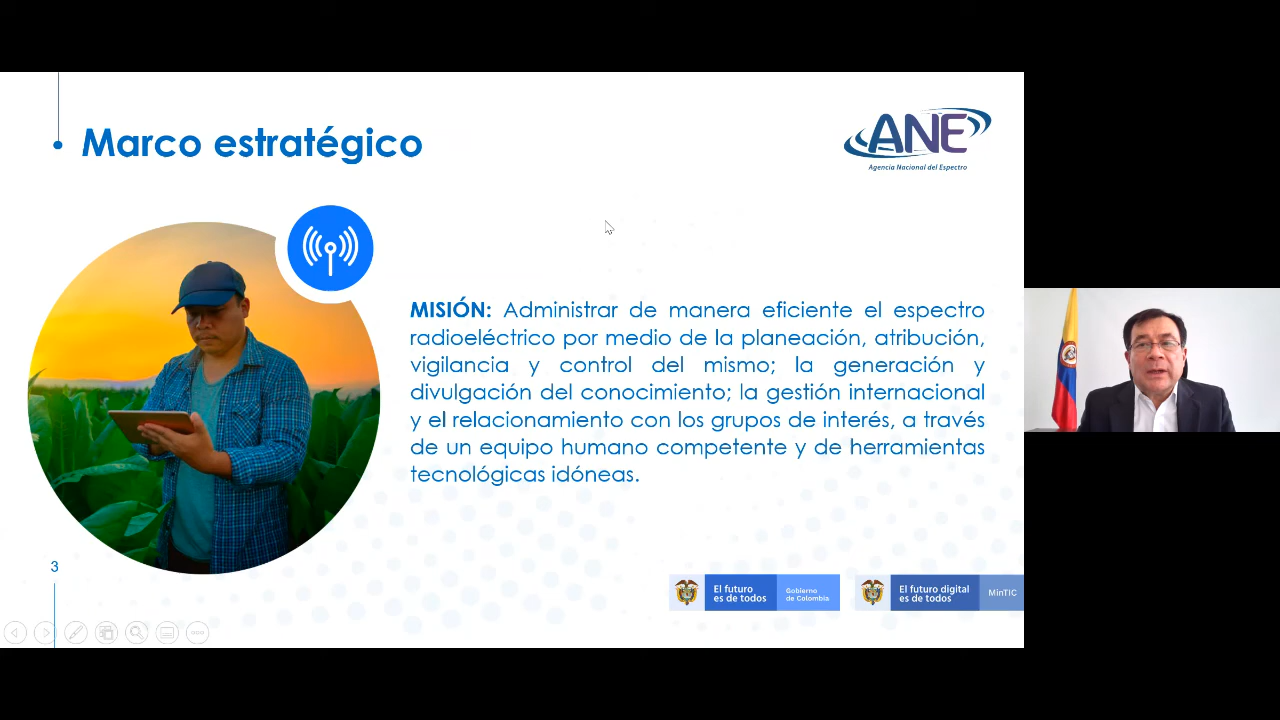 Marco estratégico
ANE
Agencia Nacional del Espectro
MISIÓN: Administrar de manera eficiente el espectro
radioeléctrico por medio de la planeación, atribución,
vigilancia y control del mismo; la generación y
divulgación del conocimiento; la gestión internacional
y el relacionamiento con los grupos de interés, a través
de un equipo humano competente y de herramientas
tecnológicas idóneas.
3
El futuro
es de todos
Gobierno
de Colombia
El futuro digital
es de todos
MinTIC